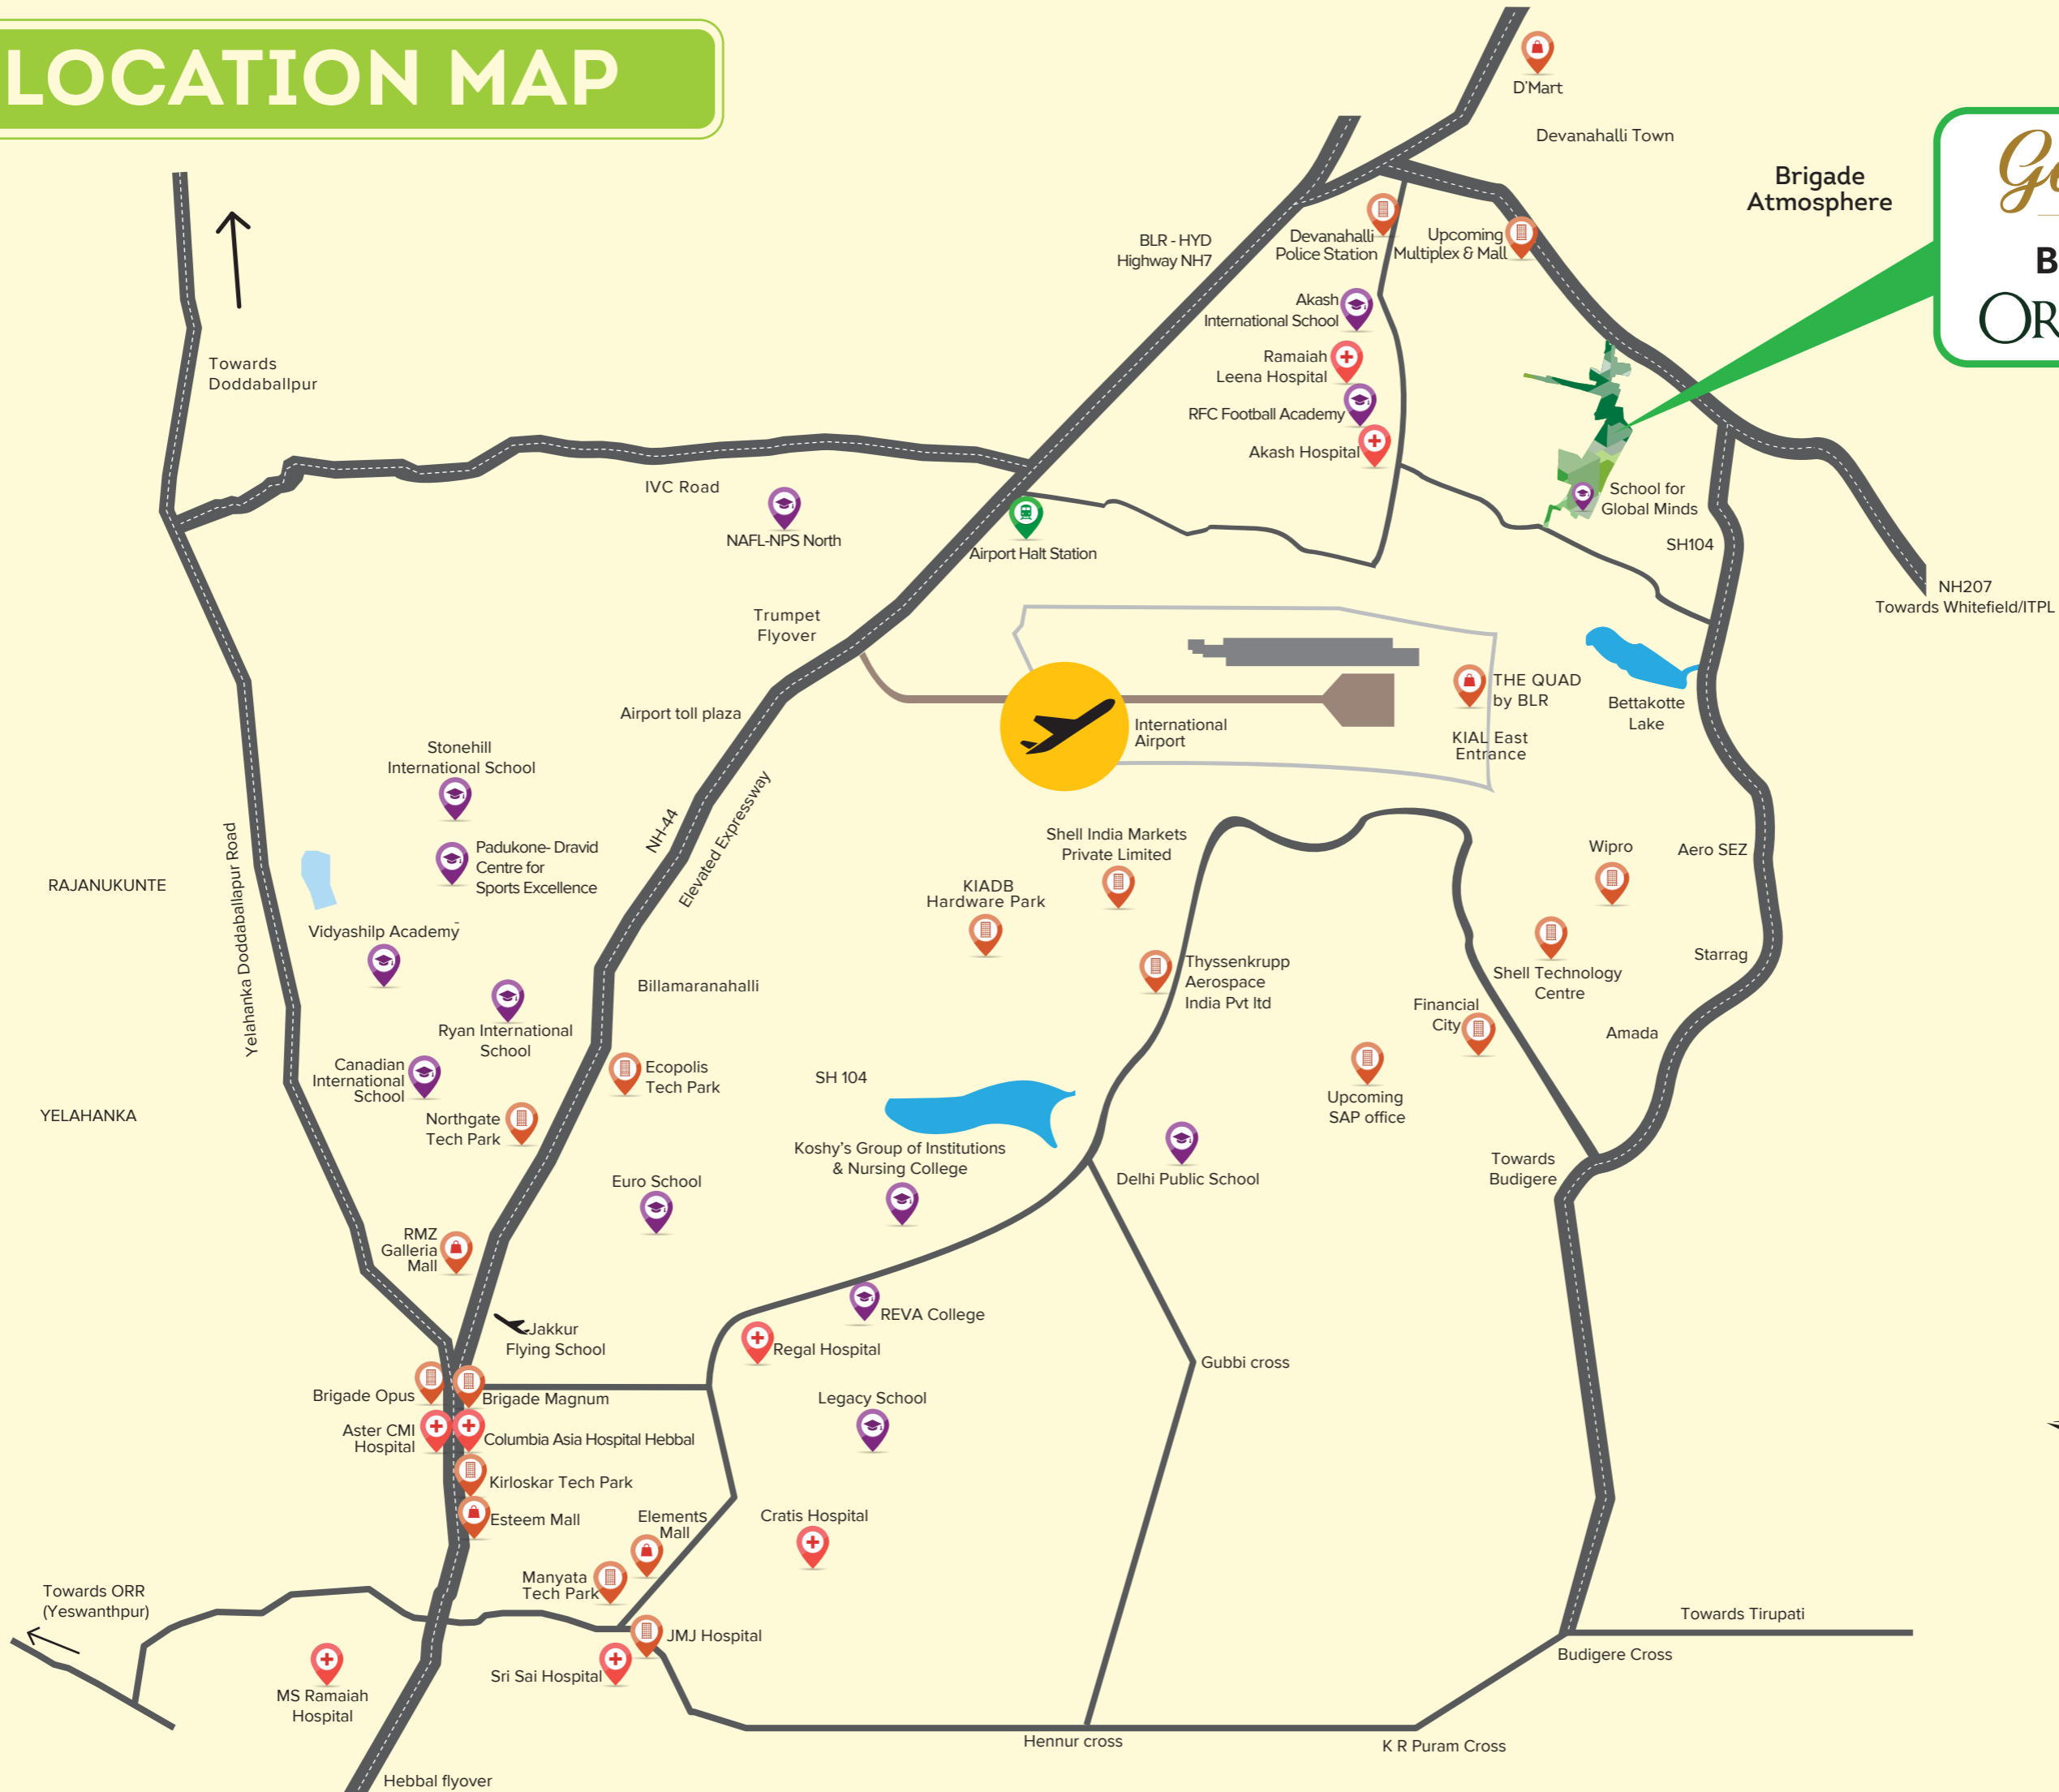 LOCATION MAP
D'Mart
Devanahalli Town
Brigade
Atmosphere
B
OR
BLR - HYD
Highway NH7
Devanahalli
Police Station
Upcoming
Multiplex & Mall
Akash
International School
Ramaiah
Leena Hospital
RFC Football Academy
Akash Hospital
Towards
Doddaballpur
IVC Road
NAFL-NPS North
Airport Halt Station
School for
Global Minds
SH104
NH207
Towards Whitefield/ITPL
Trumpet
Flyover
Airport toll plaza
International
Airport
THE QUAD
by BLR
KIAL East
Entrance
Bettakotte
Lake
Stonehill
International School
Padukone- Dravid
Centre for
Sports Excellence
NH-44
Elevated Expressway
Yelahanka Doddaballapur Road
RAJANUKUNTE
Vidyashilp Academy
Shell India Markets
Private Limited
KIADB
Hardware Park
Wipro
Aero SEZ
Thyssenkrupp
Aerospace
India Pvt ltd
Shell Technology
Centre
Starrag
Billamaranahalli
Ryan International
School
Financial
City
Amada
Canadian
International
School
Ecopolis
Tech Park
SH 104
Upcoming
SAP office
YELAHANKA
Northgate
Tech Park
Koshy's Group of Institutions
& Nursing College
Delhi Public School
Towards
Budigere
Euro School
RMZ
Galleria
Mall
REVA College
Jakkur
Flying School
Regal Hospital
Gubbi cross
Brigade Opus
Brigade Magnum
Legacy School
Aster CMI
Hospital
Columbia Asia Hospital Hebbal
Kirloskar Tech Park
Esteem Mall
Elements
Mall
Cratis Hospital
Manyata
Tech Park
Towards ORR
(Yeswanthpur)
JMJ Hospital
Sri Sai Hospital
MS Ramaiah
Hospital
Towards Tirupati
Budigere Cross
Hennur cross
K R Puram Cross
Hebbal flyover